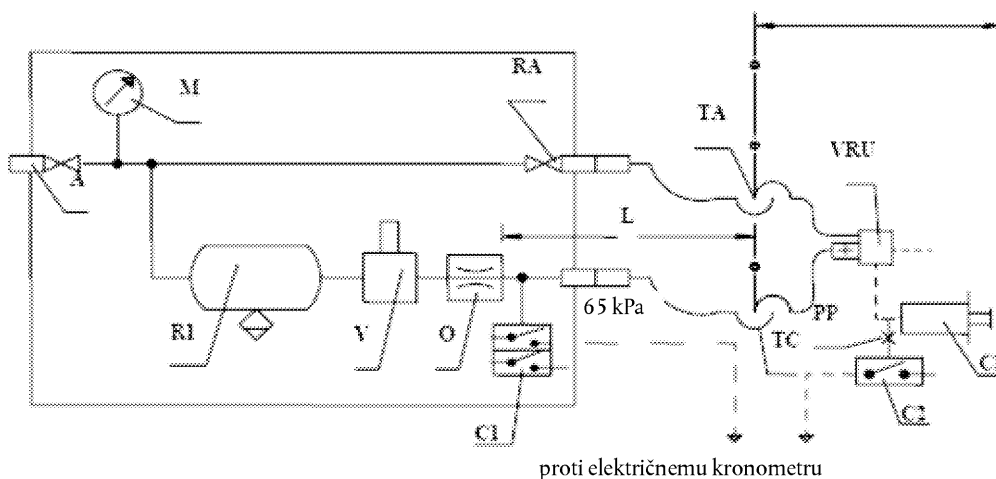 M
RA
TA
VRU
A
L
65 kPa
PP
R1
V
O
TC
C1
C2
proti električnemu kronometru